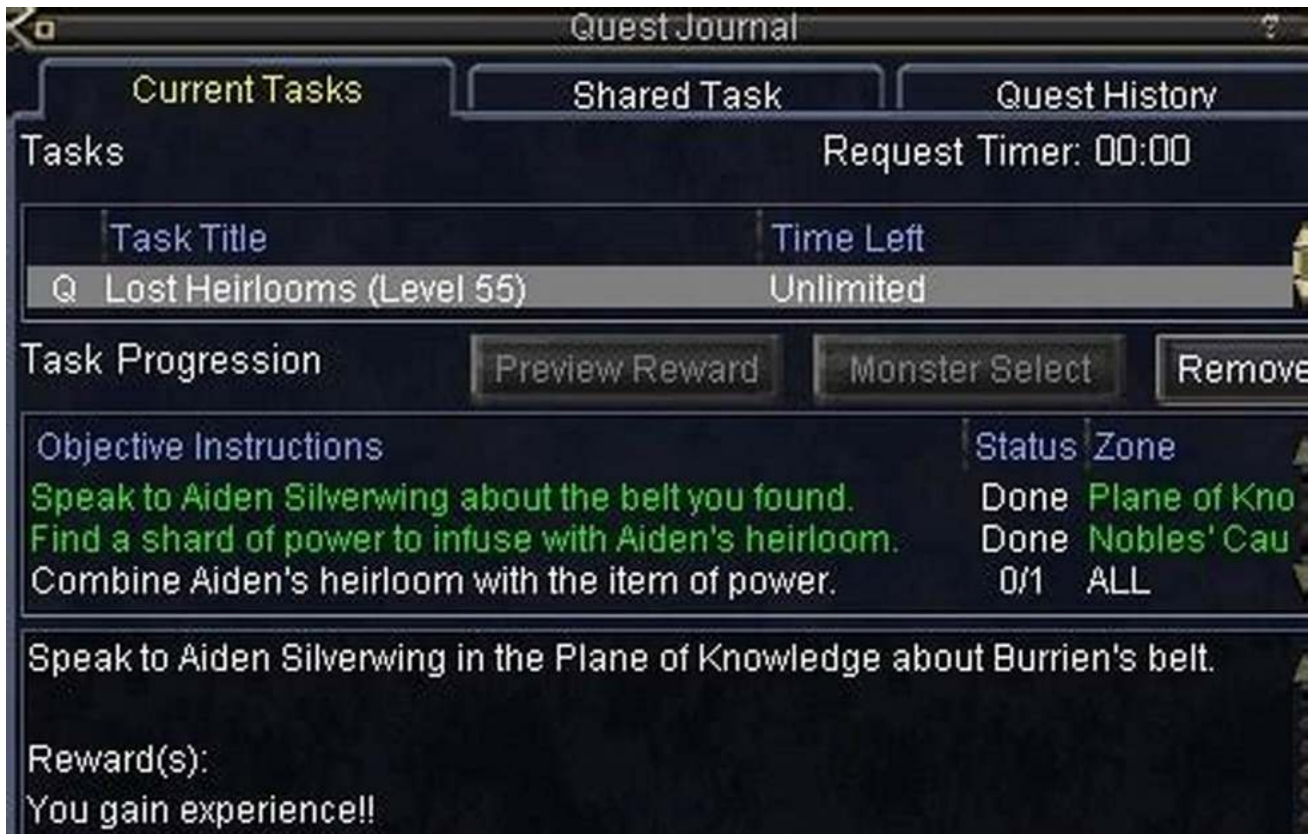 Quest Journal ?
Current Tasks Shared Task Quest History
Tasks Request Timer: 00:00
Task Title Time Left
Q Lost Heirlooms (Level 55) Unlimited
Task Progression Preview Reward Monster Select Remove
Objective Instructions Status Zone
Speak to Aiden Silverwing about the belt you found. Done Plane of Kno
Find a shard of power to infuse with Aiden's heirloom. Done Nobles' Cau
Combine Aiden's heirloom with the item of power. 0/1 ALL
Speak to Aiden Silverwing in the Plane of Knowledge about Burrien's belt.
Reward(s):
You gain experience!!